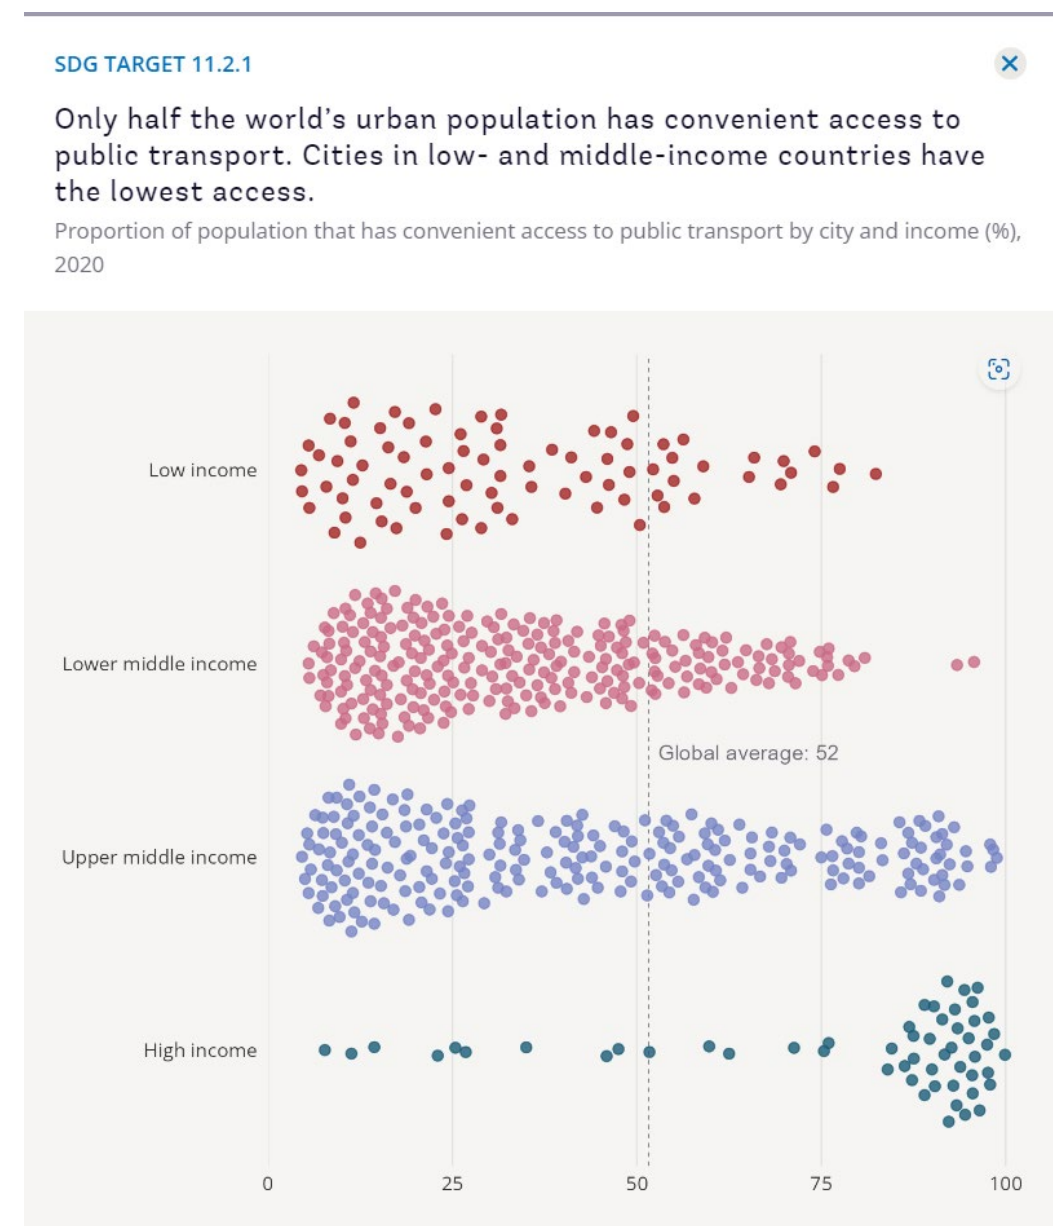 SDG TARGET 11.2.1
Only half the world’s urban population has convenient access to
public transport. Cities in low- and middle-income countries have
the lowest access.
Proportion of population that has convenient access to public transport by city and income (%),
2020
Low income
Lower middle income
Global average: 52
Upper middle income
High income
0 25 50 75 100